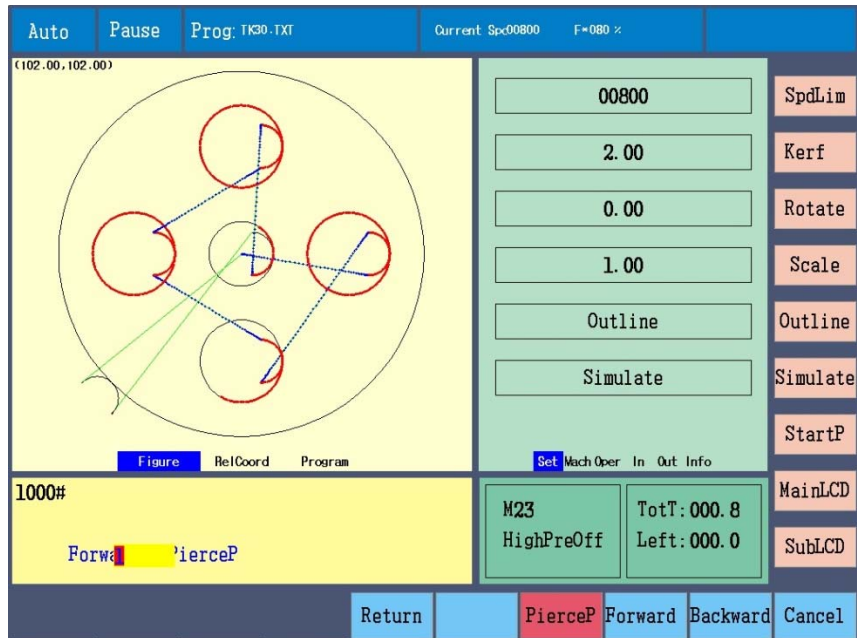 Auto Pause Prog: TK30.TXT Current Spd00800 F*080 %
(102.00,102.00)
00800 SpdLim
2.00 Kerf
0.00 Rotate
1.00 Scale
Outline Outline
Simulate Simulate
StartP
Figure RelCoord Program Set Mach Oper In Out Info
1000# MainLCD
M23 TotT:000.8
HighPreOff Left:000.0 SubLCD
1 PierceP
Return PierceP Forward Backward Cancel